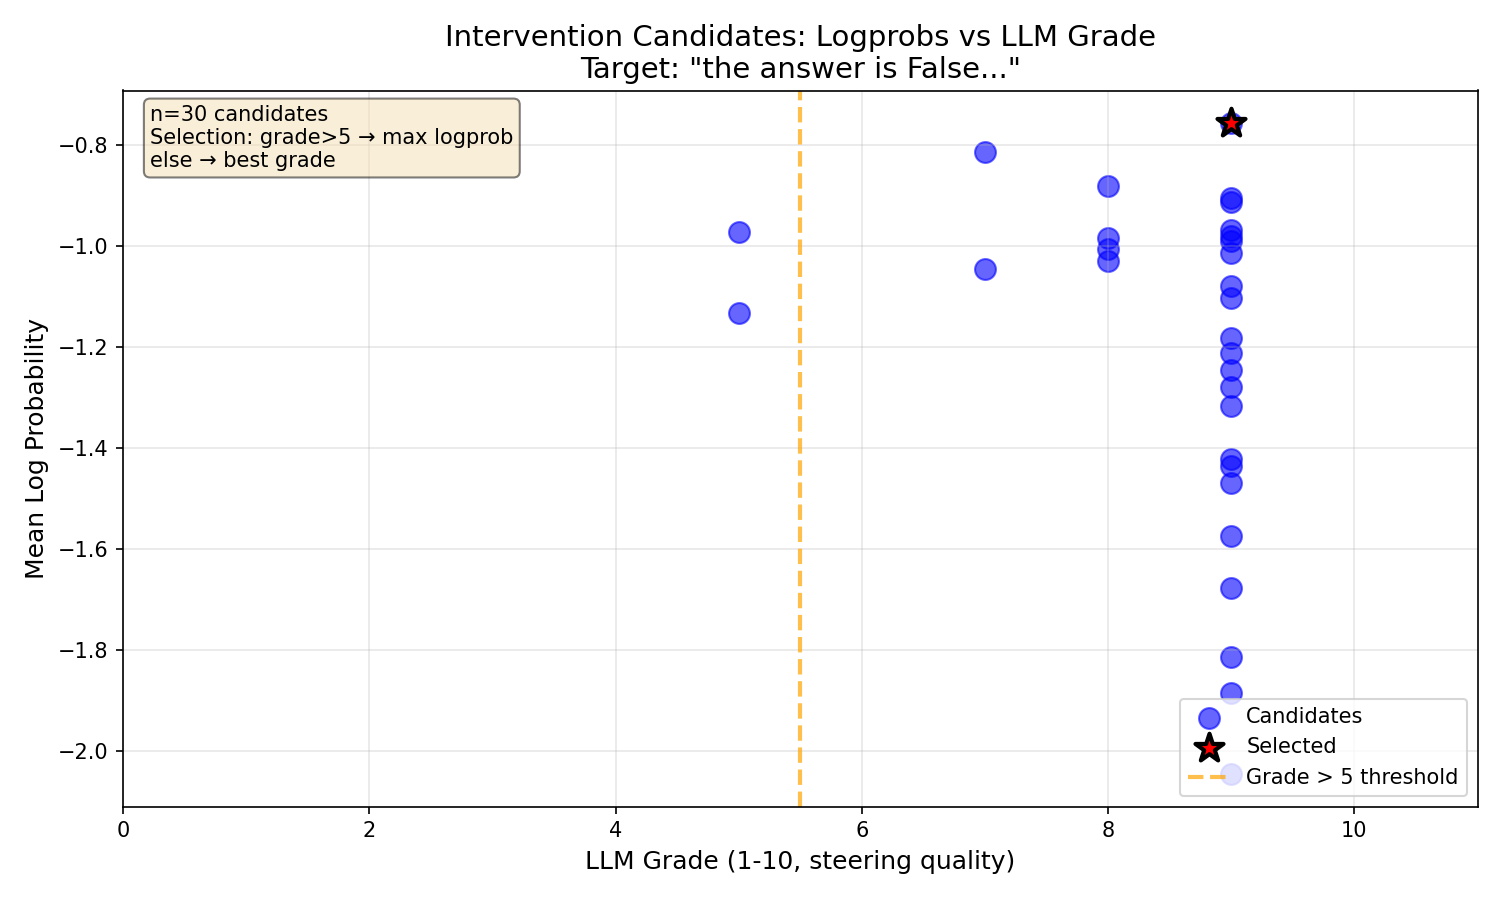 Intervention Candidates: Logprobs vs LLM Grade
Target: "the answer is False..."
n=30 candidates
Selection: grade>5 → max logprob
else → best grade
Mean Log Probability
−0.8
−1.0
−1.2
−1.4
−1.6
−1.8
−2.0
Candidates
Selected
Grade > 5 threshold
0 2 4 6 8 10
LLM Grade (1-10, steering quality)